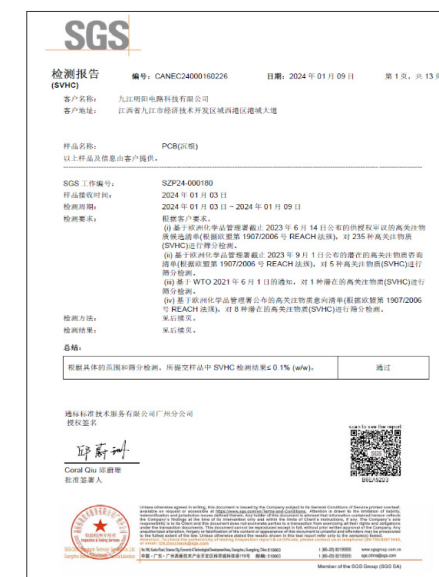 SGS
检测报告
(SVHC)
编号: CANEC24000160226
日期: 2024 年 01 月 09 日
第 1 页, 共 13 页
客户名称: 九江明阳电路科技有限公司
客户地址: 江西省九江市经济技术开发区城西港区港城大道
样品名称: PCB(沉银)
以上样品及信息由客户提供。
SGS 工作编号: SZP24-000180
样品接收时间: 2024 年 01 月 03 日
检测周期: 2024 年 01 月 03 日 ~ 2024 年 01 月 09 日
检测要求: 根据客户要求,
(i) 基于欧洲化学品管理署截止 2023 年 6 月 14 日公布的供授权审议的高关注物
质候选清单(根据欧盟第 1907/2006 号 REACH 法规), 对 235 种高关注物质
(SVHC)进行筛分检测。
(ii) 基于欧洲化学品管理署截止 2023 年 9 月 1 日公布的潜在的高关注物质咨询
清单(根据欧盟第 1907/2006 号 REACH 法规), 对 5 种高关注物质(SVHC)进行
筛分检测。
(iii) 基于 WTO 2021 年 6 月 1 日的通知, 对 1 种潜在的高关注物质(SVHC)进行
筛分检测。
(iv) 基于欧洲化学品管理署公布的高关注物质意向清单(根据欧盟第 1907/2006
号 REACH 法规), 对 8 种潜在的高关注物质(SVHC)进行筛分检测。
检测方法: 见后续页。
检测结果: 见后续页。
总结:
根据具体的范围和筛分检测, 所提交样品中 SVHC 检测结果≤ 0.1% (w/w)。
通过
通标标准技术服务有限公司广州分公司
授权签名
Coral Qiu 邱蔚珊
批准签署人
scan to see the report
Member of the SGS Group (SGS SA)